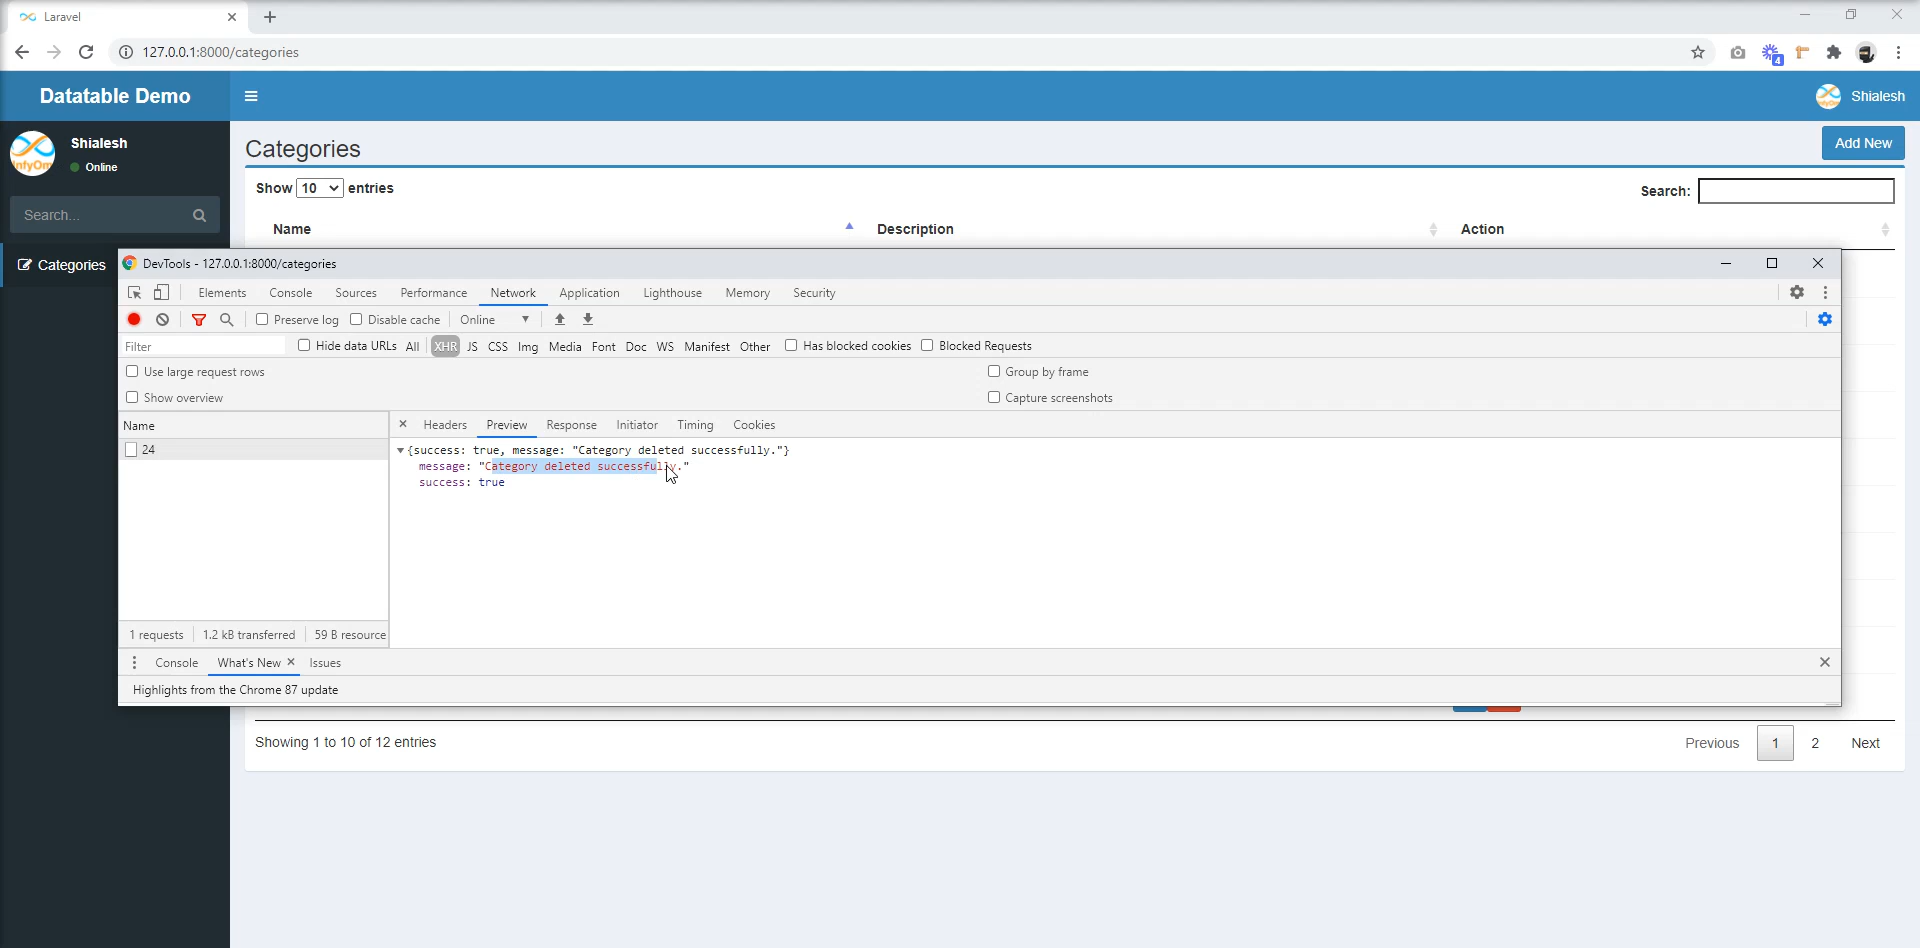 Laravel
127.0.0.1:8000/categories
4
Datatable Demo
Shialesh
Shialesh
Online
Search...
Categories
Categories
Add New
Show 10 entries
Search:
Name Description Action
DevTools - 127.0.0.1:8000/categories
Elements Console Sources Performance Network Application Lighthouse Memory Security
Preserve log Disable cache Online
Filter Hide data URLs All XHR JS CSS Img Media Font Doc WS Manifest Other Has blocked cookies Blocked Requests
Use large request rows Group by frame
Show overview Capture screenshots
Name Headers Preview Response Initiator Timing Cookies
24
{success: true, message: "Category deleted successfully."}
message: "Category deleted successfully."
success: true
1 requests 1.2 kB transferred 59 B resource
Console What's New Issues
Highlights from the Chrome 87 update
Showing 1 to 10 of 12 entries
Previous 1 2 Next